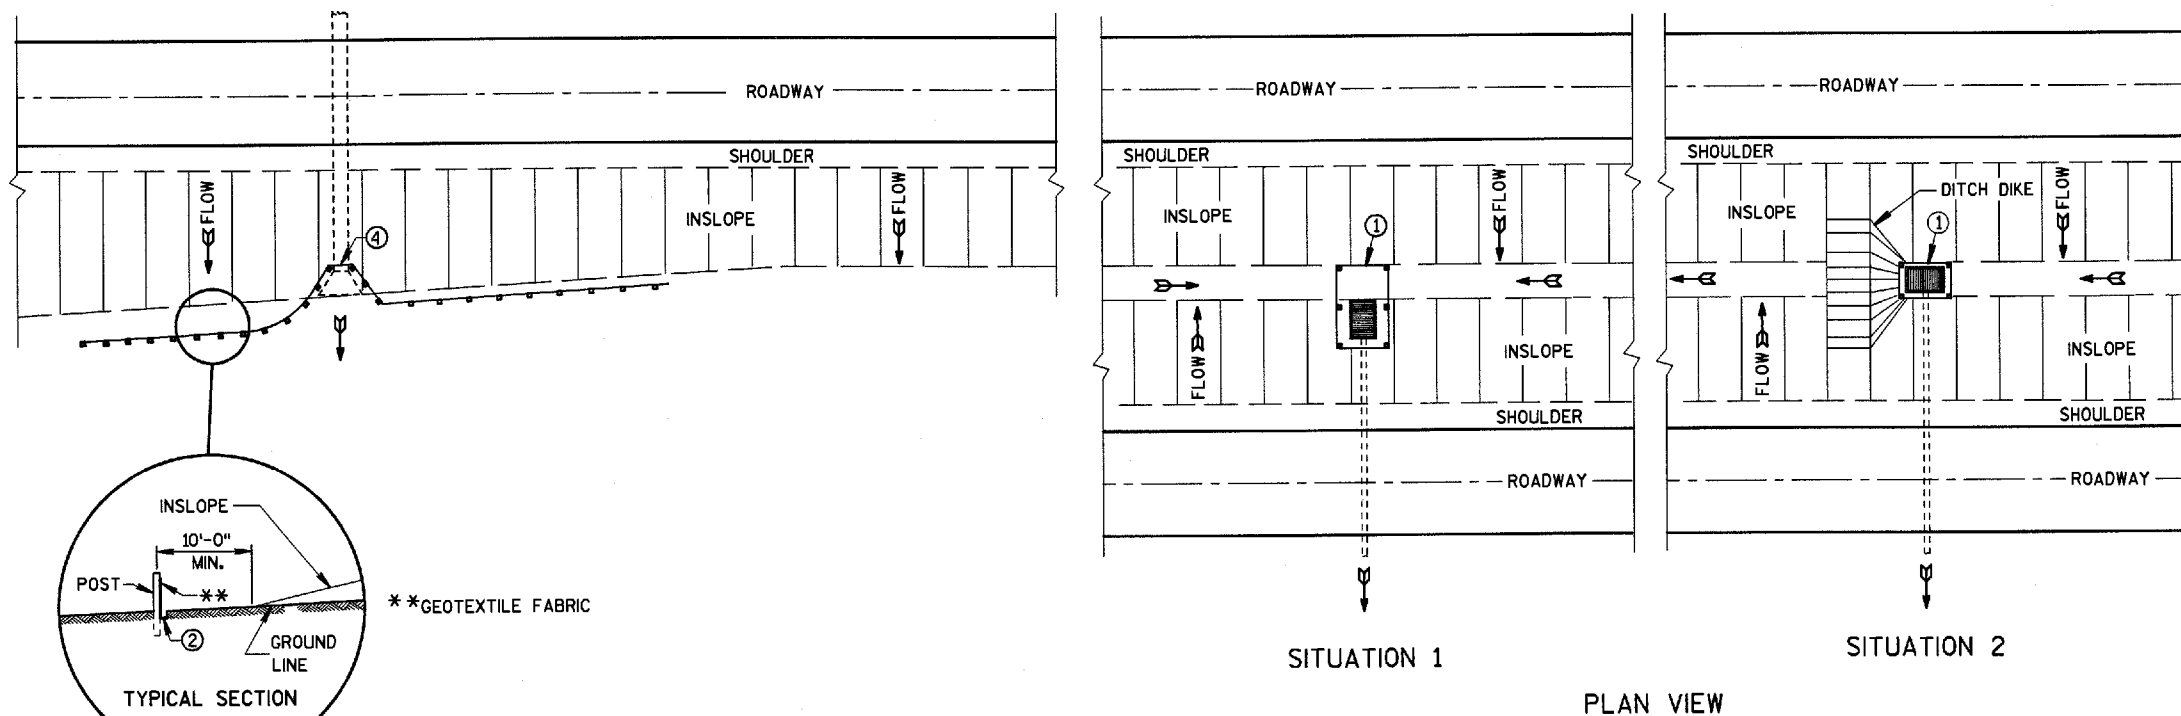 ROADWAY
SHOULDER
FLOW
INSLOPE
FLOW
4
INSLOPE
10'-0"
MIN.
POST
**
2
GROUND
LINE
TYPICAL SECTION
**GEOTEXTILE FABRIC
ROADWAY
SHOULDER
INSLOPE
1
FLOW
FLOW
INSLOPE
SHOULDER
ROADWAY
SITUATION 1
ROADWAY
SHOULDER
INSLOPE
DITCH DIKE
1
FLOW
FLOW
INSLOPE
SHOULDER
ROADWAY
SITUATION 2
PLAN VIEW